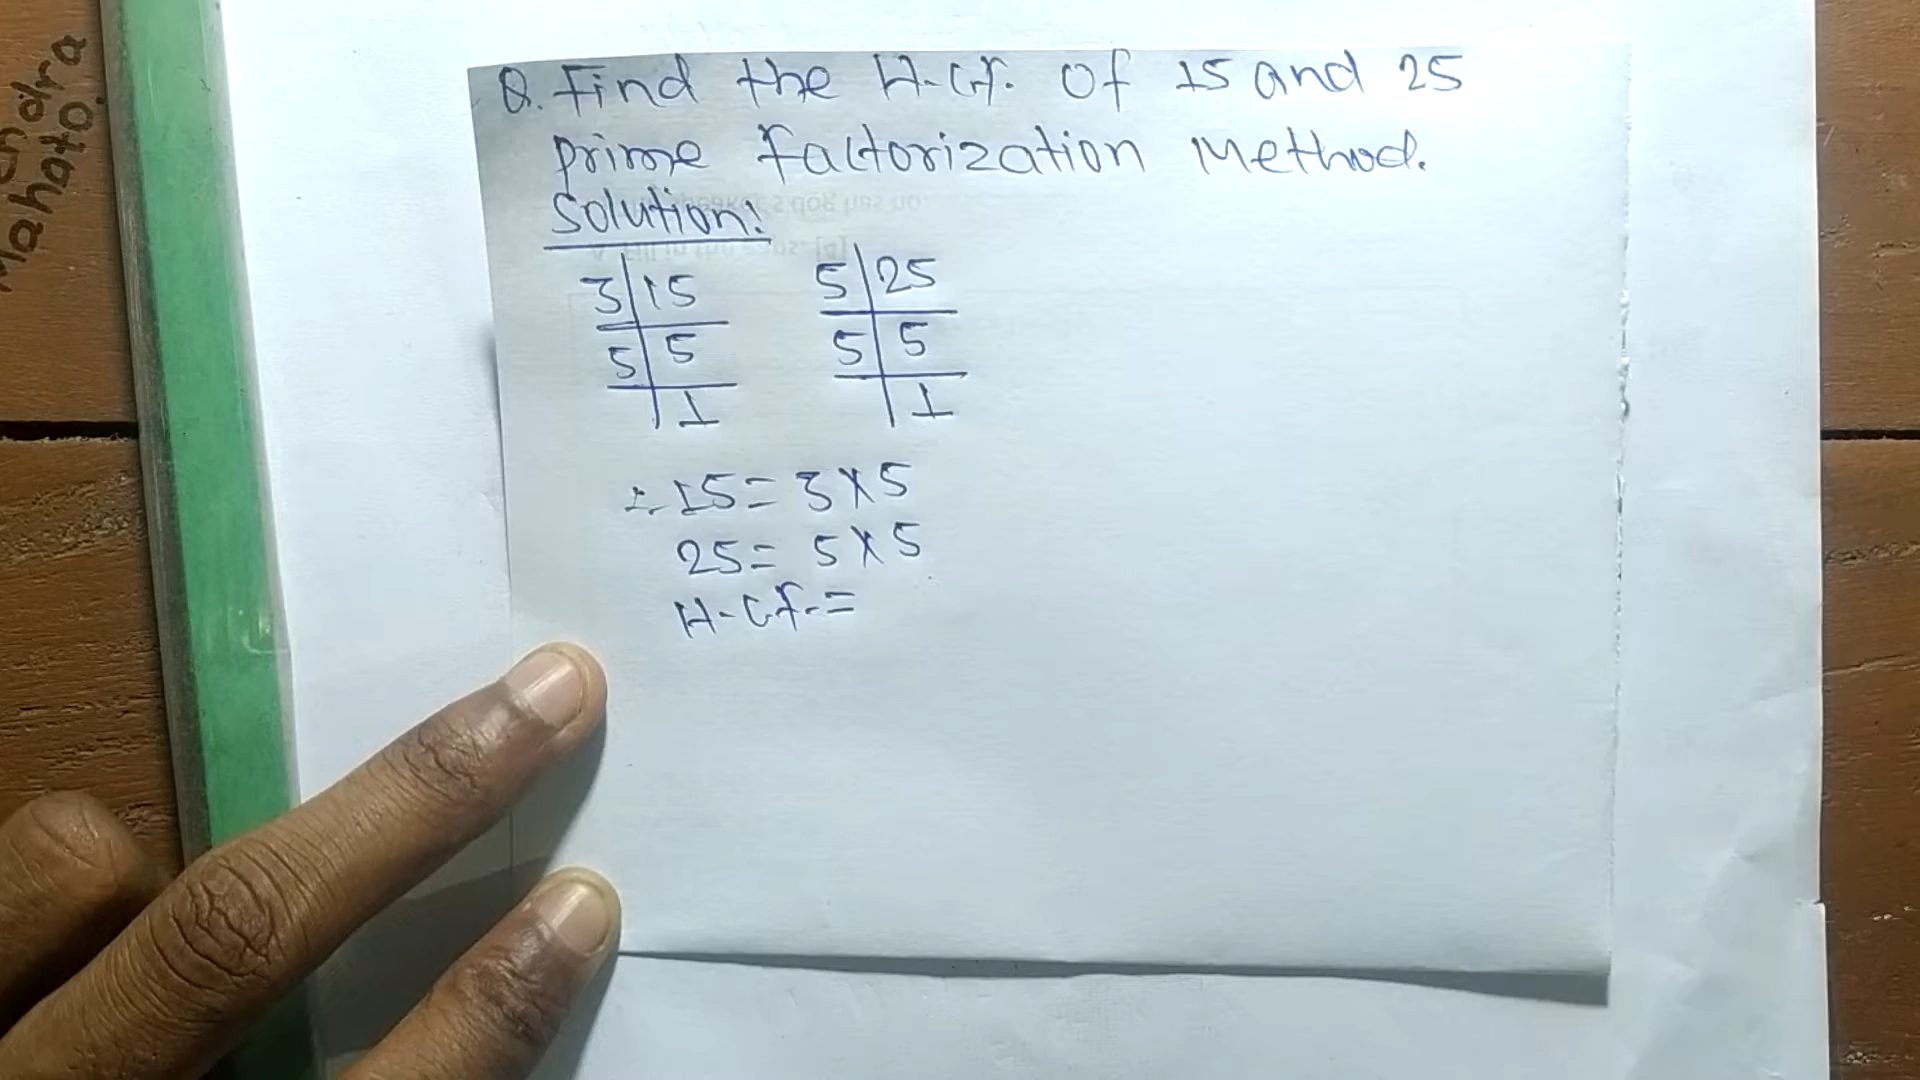 Q. Find the H.C.F. Of 15 and 25
prime factorization Method.
Solution:
3 | 15
5 | 5
1
5 | 25
5 | 5
1
∴ 15 = 3 × 5
25 = 5 × 5
H.C.F. =
Mahato.